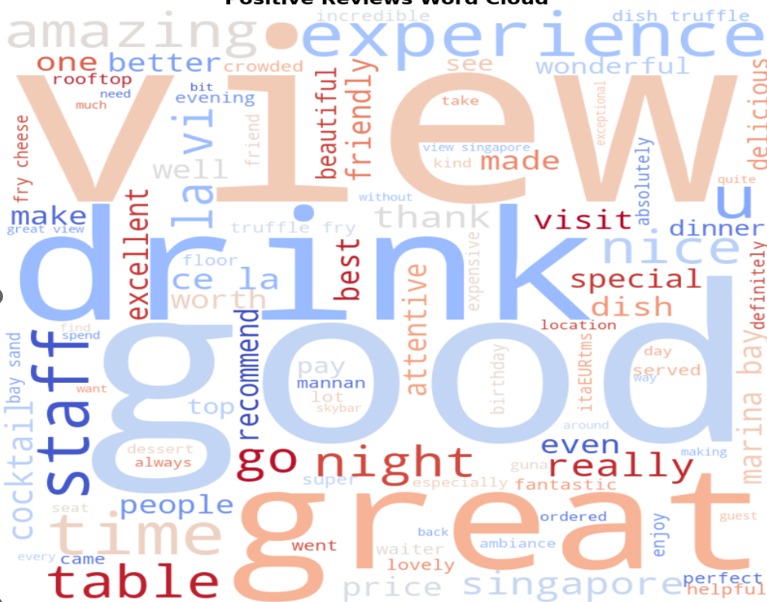 Positive Reviews Word Cloud
incredible
dish truffle
amazing
experience
one better
crowded
see
wonderful
rooftop
bit
need
evening
much
take
view
beautiful
friendly
friend
exceptional
delicious
fry cheese
la vi
view singapore
kind
made
well
absolutely
quite
u
make
great view
without
truffle fry
thank
visit
dinner
drink
excellent
floor
ce la
worth
best
expensive
nice
special
dish
definitely
location
attentive
find
spend
staff
bay sand
recommend
pay
mannan
lot
skybar
birthday
itaEURtms
day
served
way
want
good
top
around
marina bay
cocktail
dessert
always
go
night
even
making
really
guna
super
especially
fantastic
people
seat
time
great
ordered
enjoy
guest
went
waiter
back
ambiance
lovely
every
came
table
price
singapore
perfect
helpful